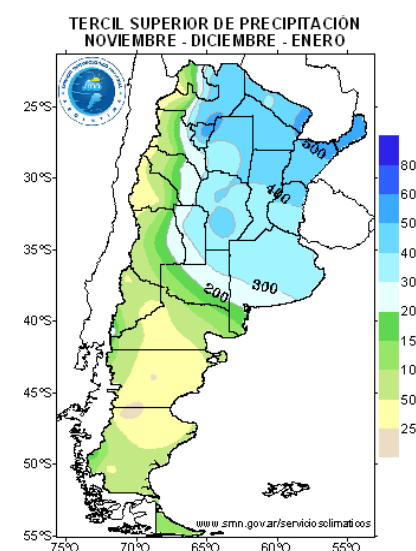 TERCIL SUPERIOR DE PRECIPITACIÓN
NOVIEMBRE - DICIEMBRE - ENERO
smn
25°S
30°S
35°S
40°S
45°S
50°S
55°S
75°O
70°O
65°O
60°O
55°O
500
400
300
200
80
60
50
40
30
20
15
10
50
25
www.smn.gov.ar/serviciosclimaticos